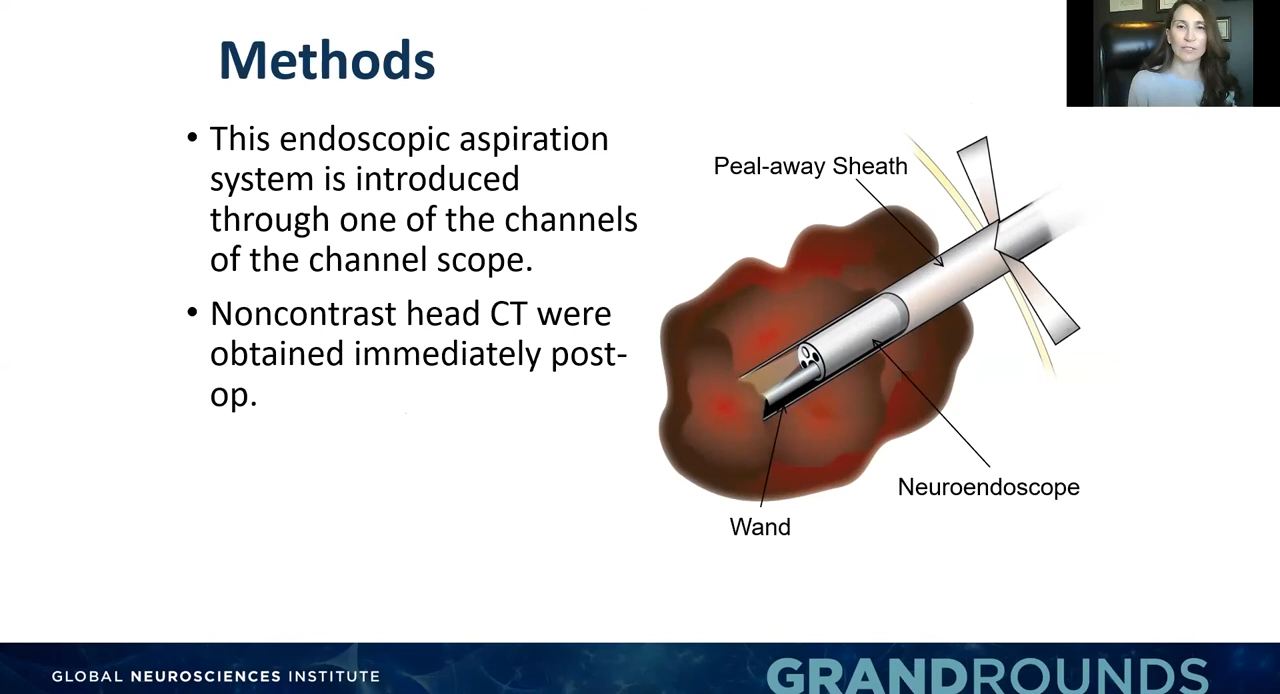 Methods
• This endoscopic aspiration
system is introduced
through one of the channels
of the channel scope.
• Noncontrast head CT were
obtained immediately post-
op.
Peal-away Sheath
Neuroendoscope
Wand
GLOBAL NEUROSCIENCES INSTITUTE
GRANDROUNDS